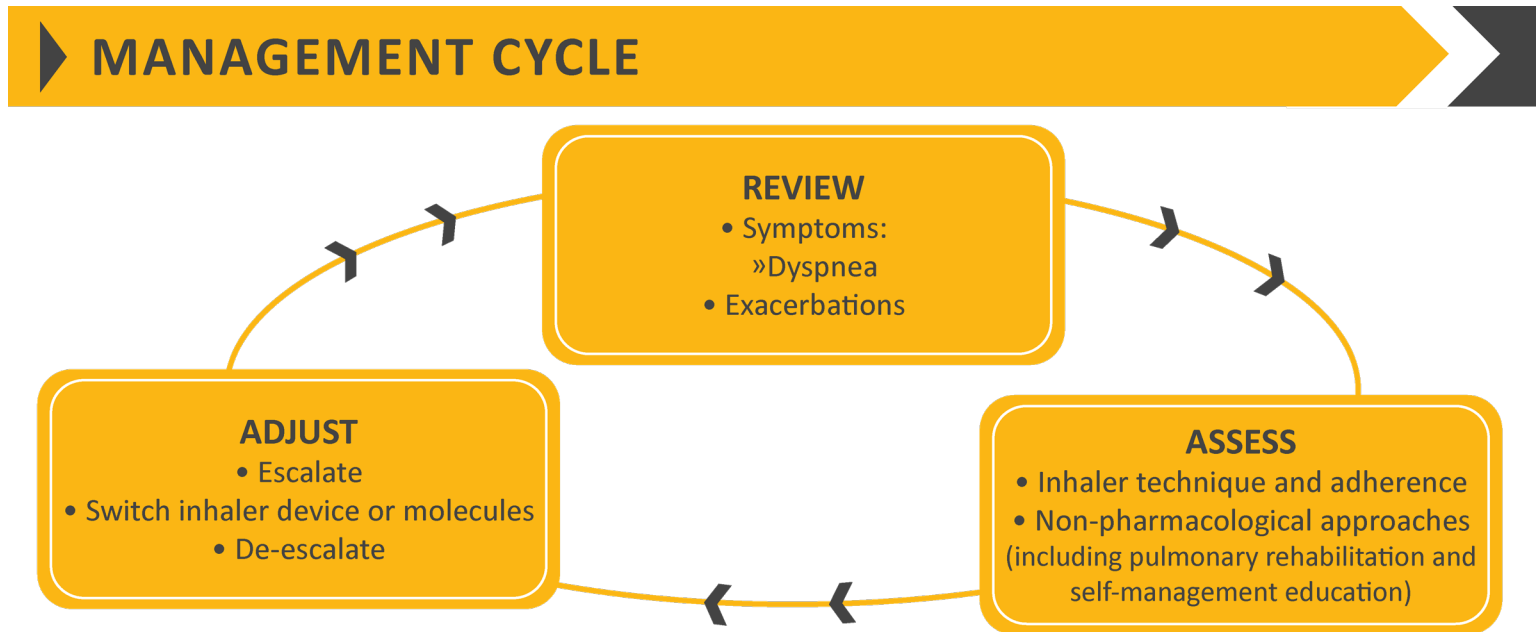 MANAGEMENT CYCLE
REVIEW
• Symptoms:
»Dyspnea
• Exacerbations
ADJUST
• Escalate
• Switch inhaler device or molecules
• De-escalate
ASSESS
• Inhaler technique and adherence
• Non-pharmacological approaches
(including pulmonary rehabilitation and
self-management education)